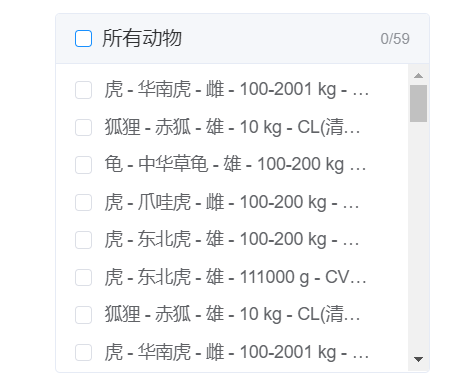 所有动物 0/59
虎 - 华南虎 - 雌 - 100-2001 kg - …
狐狸 - 赤狐 - 雄 - 10 kg - CL(清…
龟 - 中华草龟 - 雄 - 100-200 kg …
虎 - 爪哇虎 - 雌 - 100-200 kg - …
虎 - 东北虎 - 雄 - 100-200 kg - …
虎 - 东北虎 - 雄 - 111000 g - CV…
狐狸 - 赤狐 - 雄 - 10 kg - CL(清…
虎 - 华南虎 - 雌 - 100-2001 kg - …